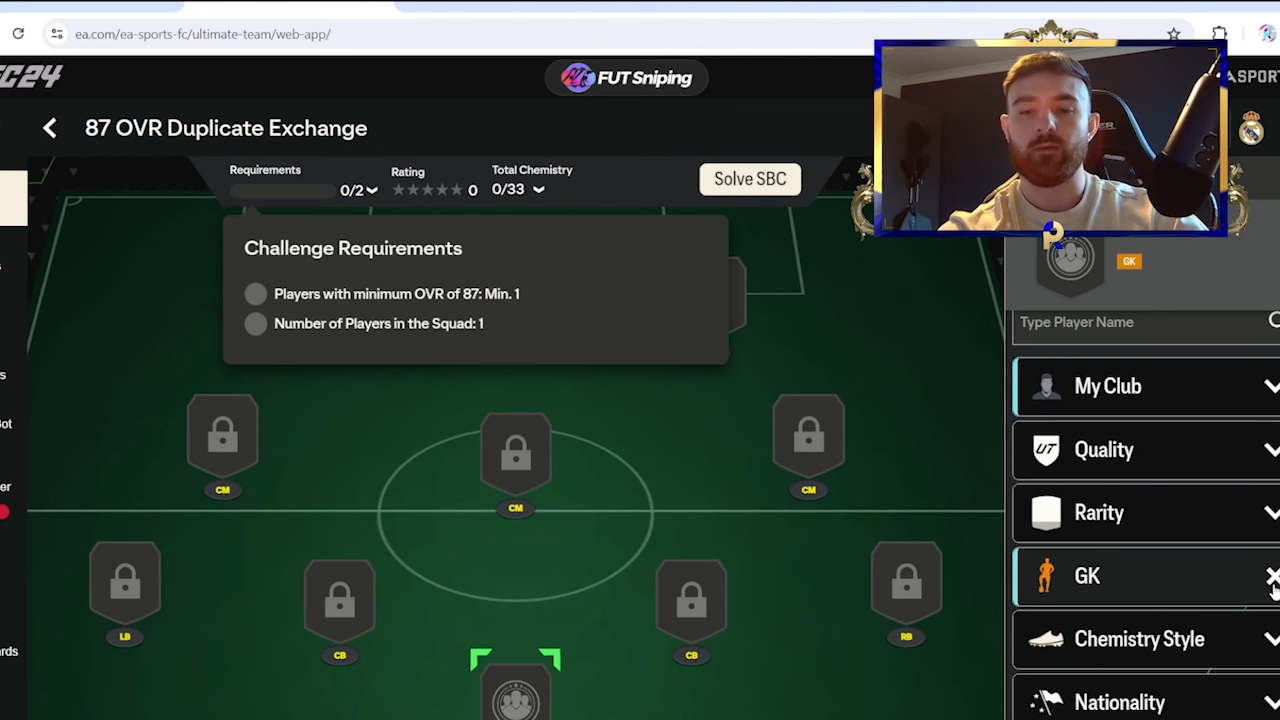 ea.com/ea-sports-fc/ultimate-team/web-app/
FC24
FUT Sniping
EA SPORT
87 OVR Duplicate Exchange
Requirements
0/2
Rating
0
Total Chemistry
0/33
Solve SBC
Challenge Requirements
Players with minimum OVR of 87: Min. 1
Number of Players in the Squad: 1
GK
Type Player Name
My Club
Quality
Rarity
GK
Chemistry Style
Nationality
CM
CM
CM
LB
CB
CB
RB